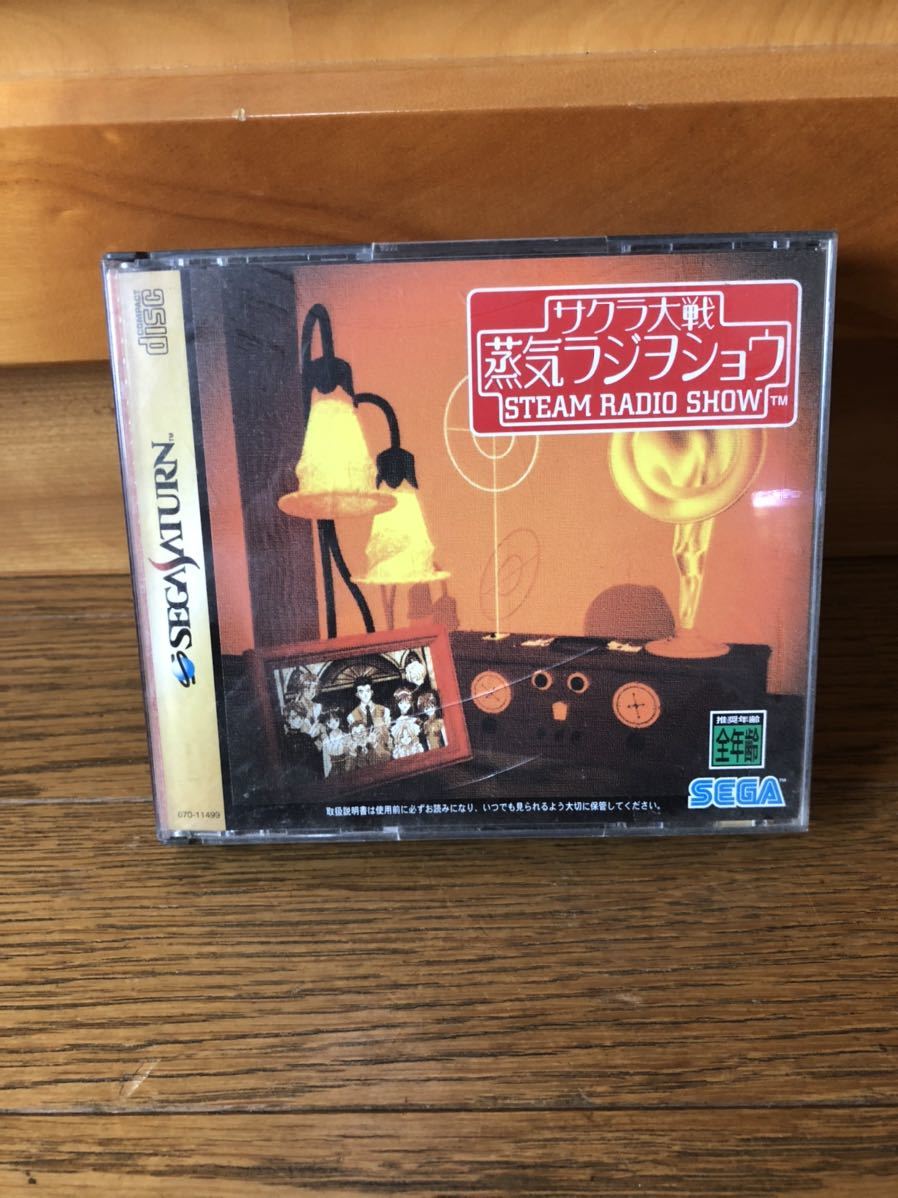 COMPACT
disc
SEGA SATURN™
670-11499
サクラ大戦
蒸気ラジヲショウ
STEAM RADIO SHOW™
推奨年齢
全年齢
SEGA™
取扱説明書は使用前に必ずお読みになり、いつでも見られるよう大切に保管してください。